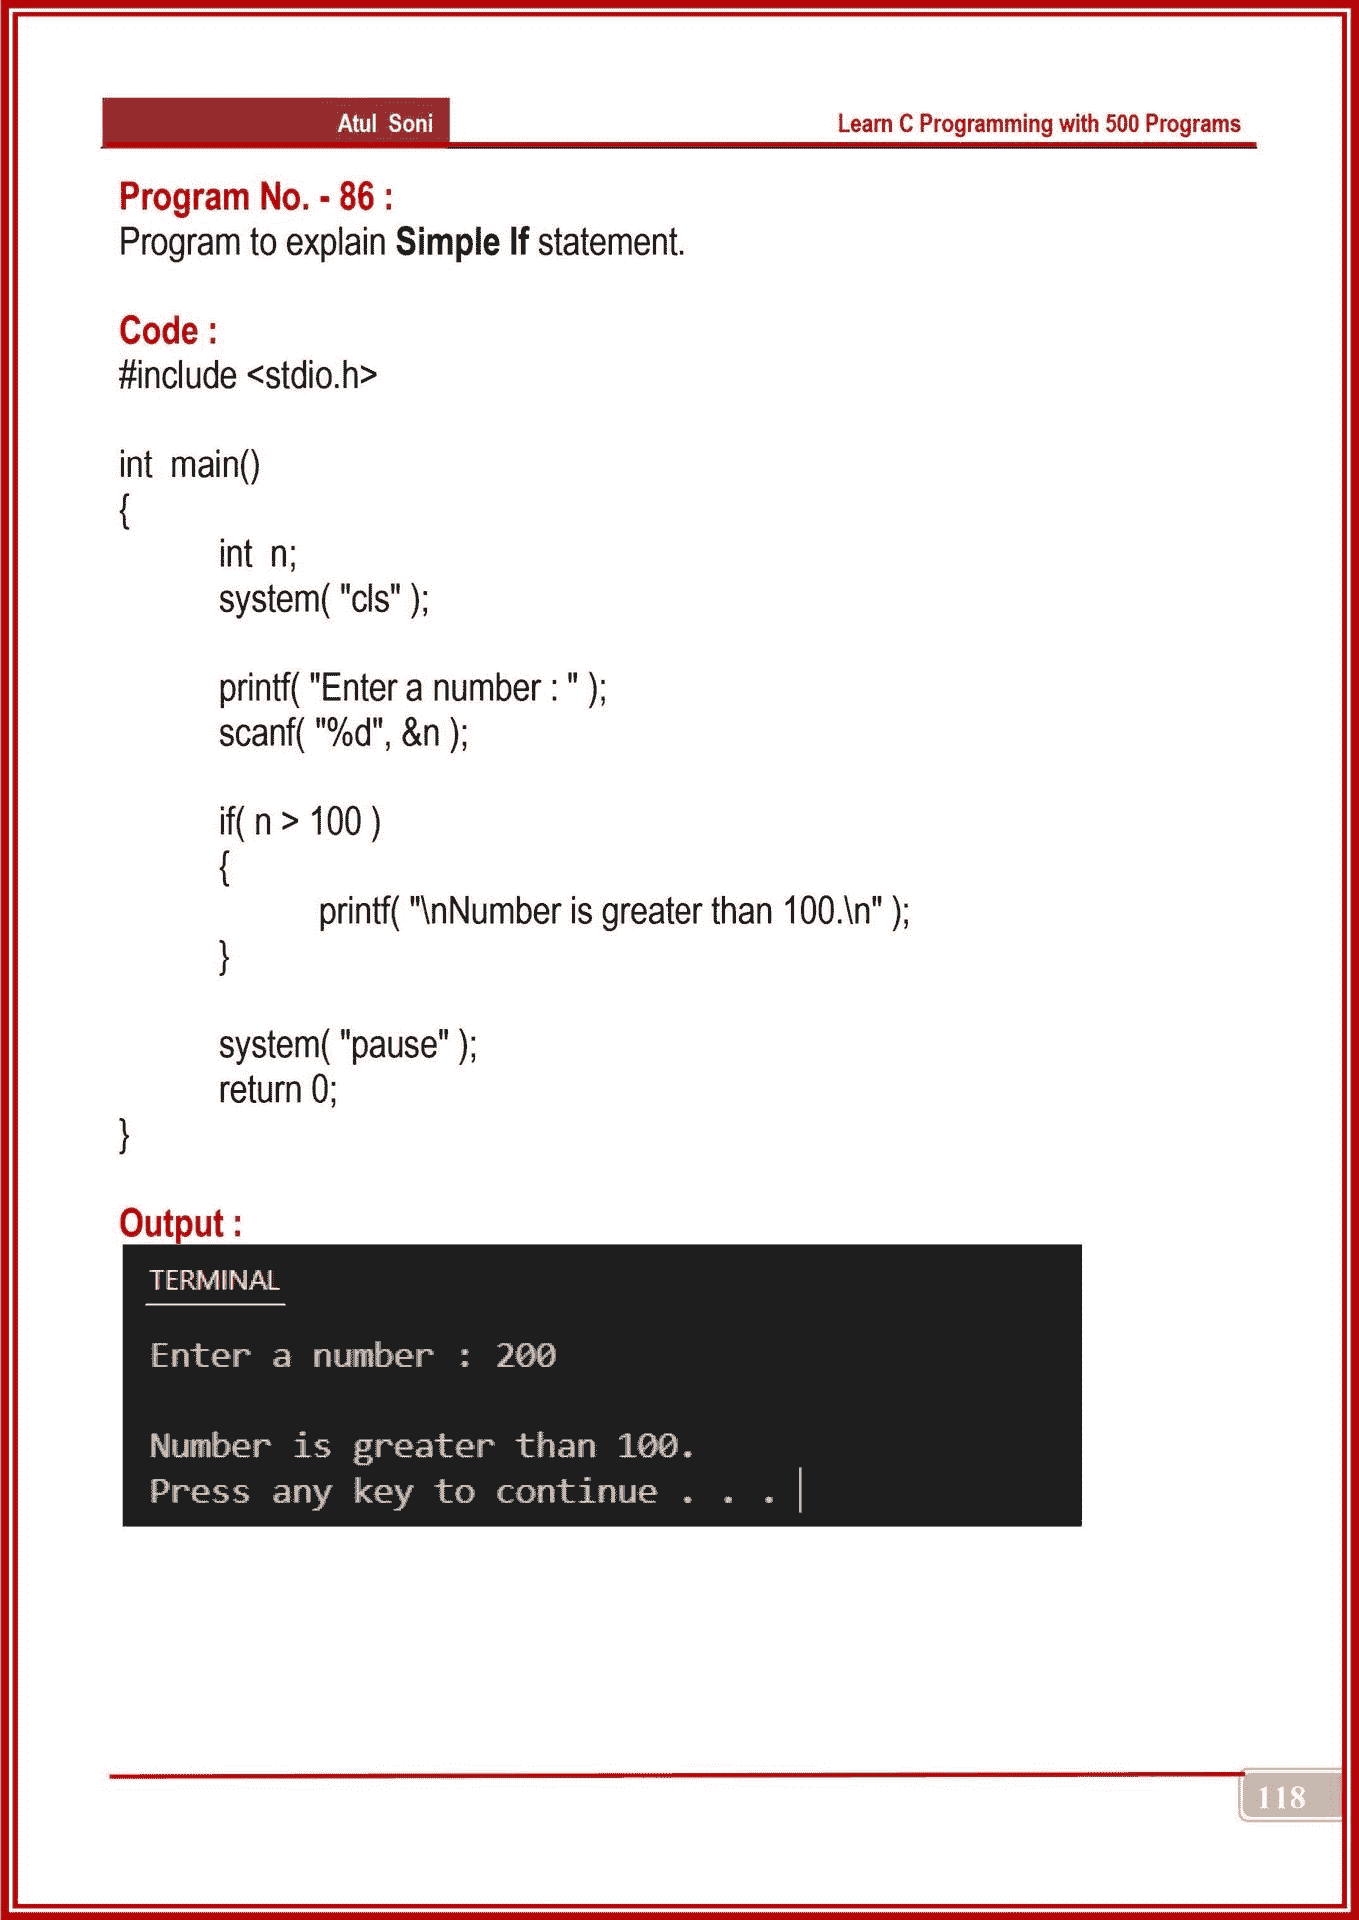 Atul Soni
Learn C Programming with 500 Programs
Program No. - 86 :
Program to explain Simple If statement.
Code :
#include <stdio.h>
int main()
{
int n;
system( "cls" );
printf( "Enter a number : " );
scanf( "%d", &n );
if( n > 100 )
{
printf( "\nNumber is greater than 100.\n" );
}
system( "pause" );
return 0;
}
Output :
TERMINAL
Enter a number : 200
Number is greater than 100.
Press any key to continue . . .
118